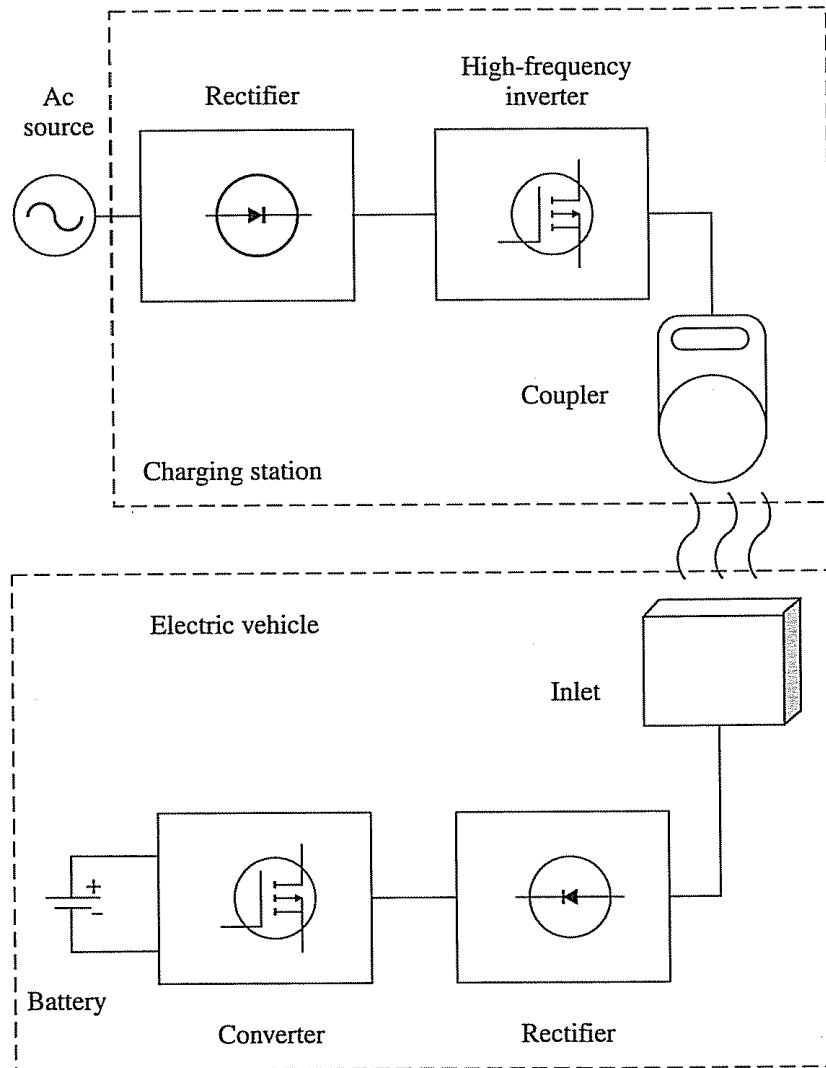 Ac
source
Rectifier
High-frequency
inverter
Coupler
Charging station
Electric vehicle
Inlet
+
-
Battery
Converter
Rectifier